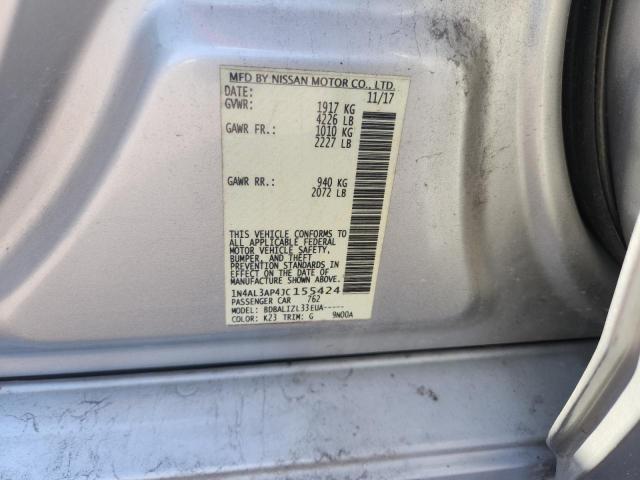 MFD BY NISSAN MOTOR CO., LTD.
DATE: 11/17
GVWR: 1917 KG
4226 LB
GAWR FR.: 1010 KG
2227 LB
GAWR RR.: 940 KG
2072 LB
THIS VEHICLE CONFORMS TO
ALL APPLICABLE FEDERAL
MOTOR VEHICLE SAFETY,
BUMPER, AND THEFT
PREVENTION STANDARDS IN
EFFECT ON THE DATE OF
MANUFACTURE SHOWN ABOVE.
1N4AL3AP4JC155424
PASSENGER CAR 762
MODEL: BDBALIZL33EUA-----
COLOR: K23 TRIM: G 9N00A